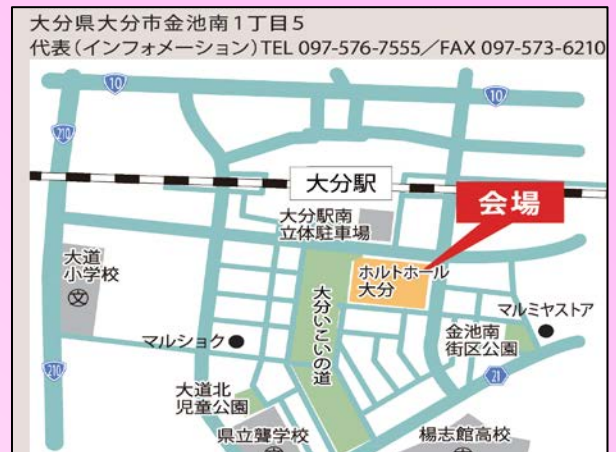 大分県大分市金池南1丁目5
代表(インフォメーション)TEL 097-576-7555／FAX 097-573-6210
10
10
210
大分駅
会場
大分駅南
立体駐車場
大道
小学校
文
ホルトホール
大分
大分いこいの道
マルミヤストア
マルショク
金池南
街区公園
210
21
大道北
児童公園
県立聾学校
楊志館高校